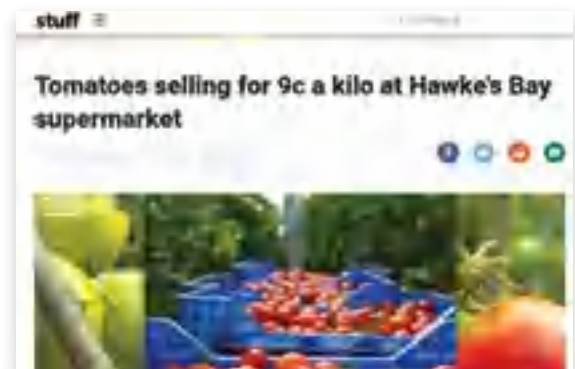 stuff
Tomatoes selling for 9c a kilo at Hawke's Bay
supermarket